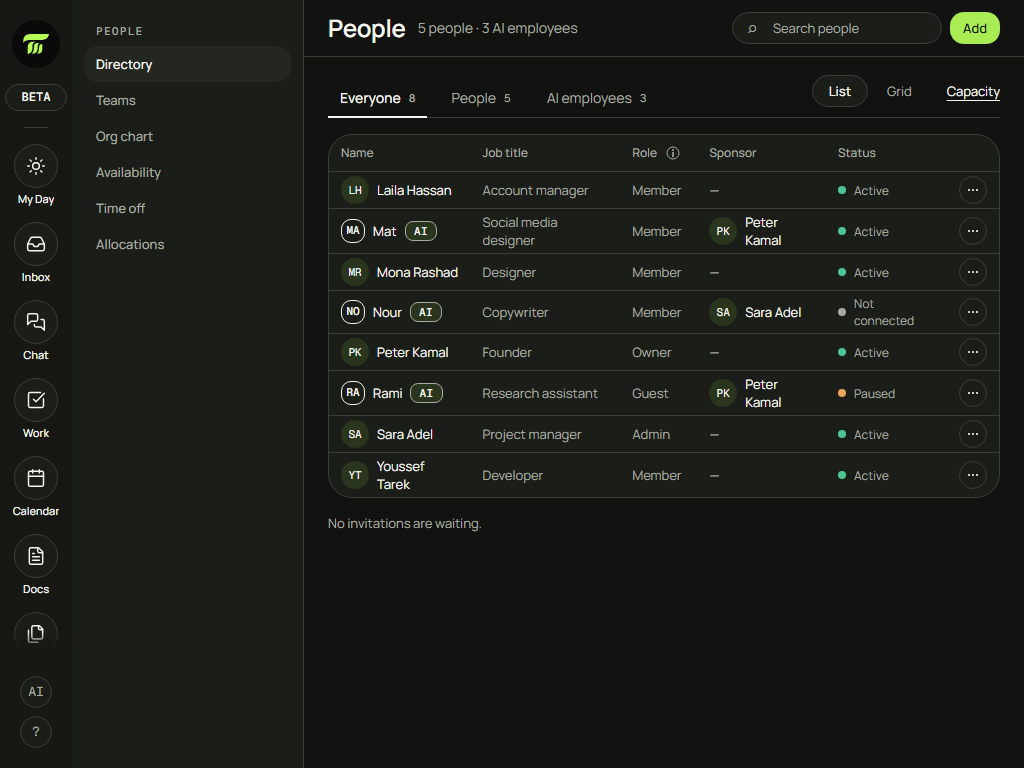 BETA
My Day
Inbox
Chat
Work
Calendar
Docs
AI
?
PEOPLE
Directory
Teams
Org chart
Availability
Time off
Allocations
People 5 people · 3 AI employees
Search people
Add
Everyone 8 People 5 AI employees 3
List Grid Capacity
Name Job title Role Sponsor Status
LH Laila Hassan Account manager Member — Active
MA Mat AI Social media designer Member PK Peter Kamal Active
MR Mona Rashad Designer Member — Active
NO Nour AI Copywriter Member SA Sara Adel Not connected
PK Peter Kamal Founder Owner — Active
RA Rami AI Research assistant Guest PK Peter Kamal Paused
SA Sara Adel Project manager Admin — Active
YT Youssef Tarek Developer Member — Active
No invitations are waiting.